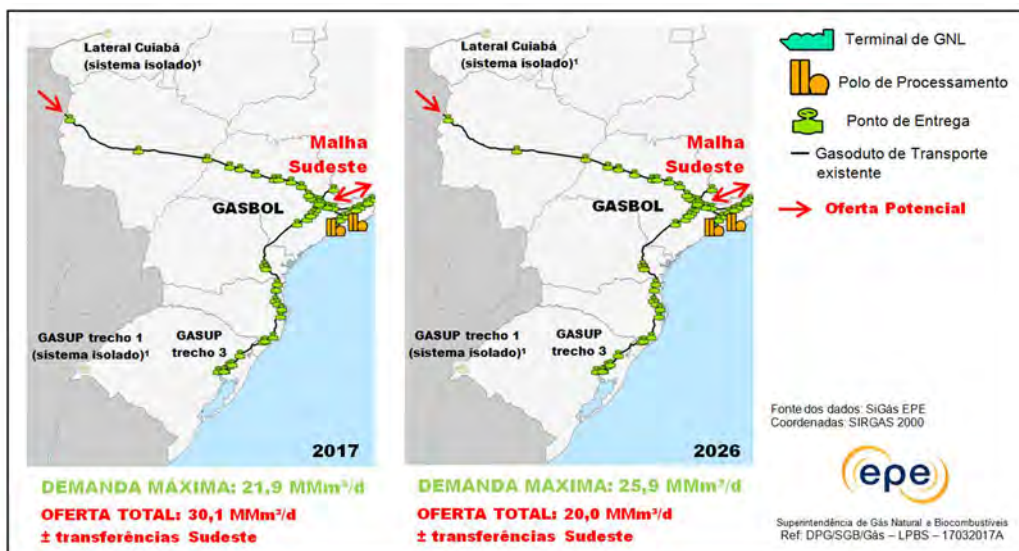 Lateral Cuiabá
(sistema isolado)¹
Malha
Sudeste
GASBOL
GASUP trecho 1
(sistema isolado)¹
GASUP
trecho 3
2017
DEMANDA MÁXIMA: 21,9 MMm³/d
OFERTA TOTAL: 30,1 MMm³/d
± transferências Sudeste
Lateral Cuiabá
(sistema isolado)¹
Malha
Sudeste
GASBOL
GASUP trecho 1
(sistema isolado)¹
GASUP
trecho 3
2026
DEMANDA MÁXIMA: 25,9 MMm³/d
OFERTA TOTAL: 20,0 MMm³/d
± transferências Sudeste
Terminal de GNL
Polo de Processamento
Ponto de Entrega
Gasoduto de Transporte
existente
Oferta Potencial
Fonte dos dados: SiGás EPE
Coordenadas: SIRGAS 2000
epe
Superintendência de Gás Natural e Biocombustíveis
Ref: DPG/SGB/Gás – LPBS – 17032017A